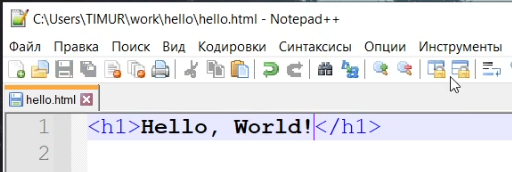 C:\Users\TIMUR\work\hello\hello.html - Notepad++
Файл Правка Поиск Вид Кодировки Синтаксисы Опции Инструменты
hello.html
1 <h1>Hello, World!</h1>
2